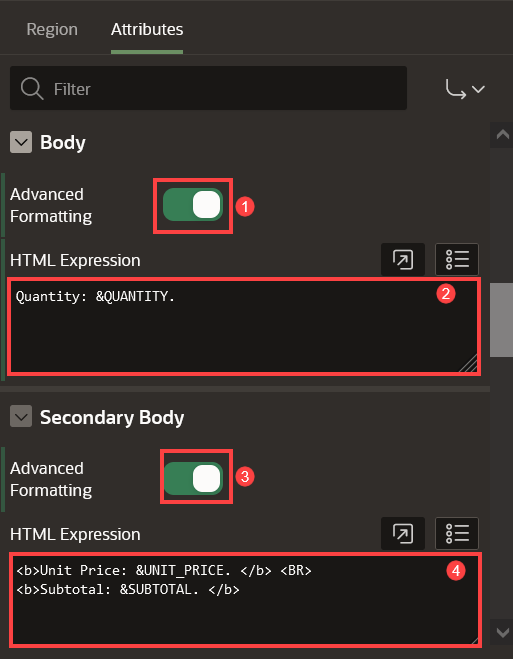 Region Attributes
Filter
Body
Advanced
Formatting
1
HTML Expression
Quantity: &QUANTITY.
2
Secondary Body
Advanced
Formatting
3
HTML Expression
<b>Unit Price: &UNIT_PRICE. </b> <BR>
<b>Subtotal: &SUBTOTAL. </b>
4